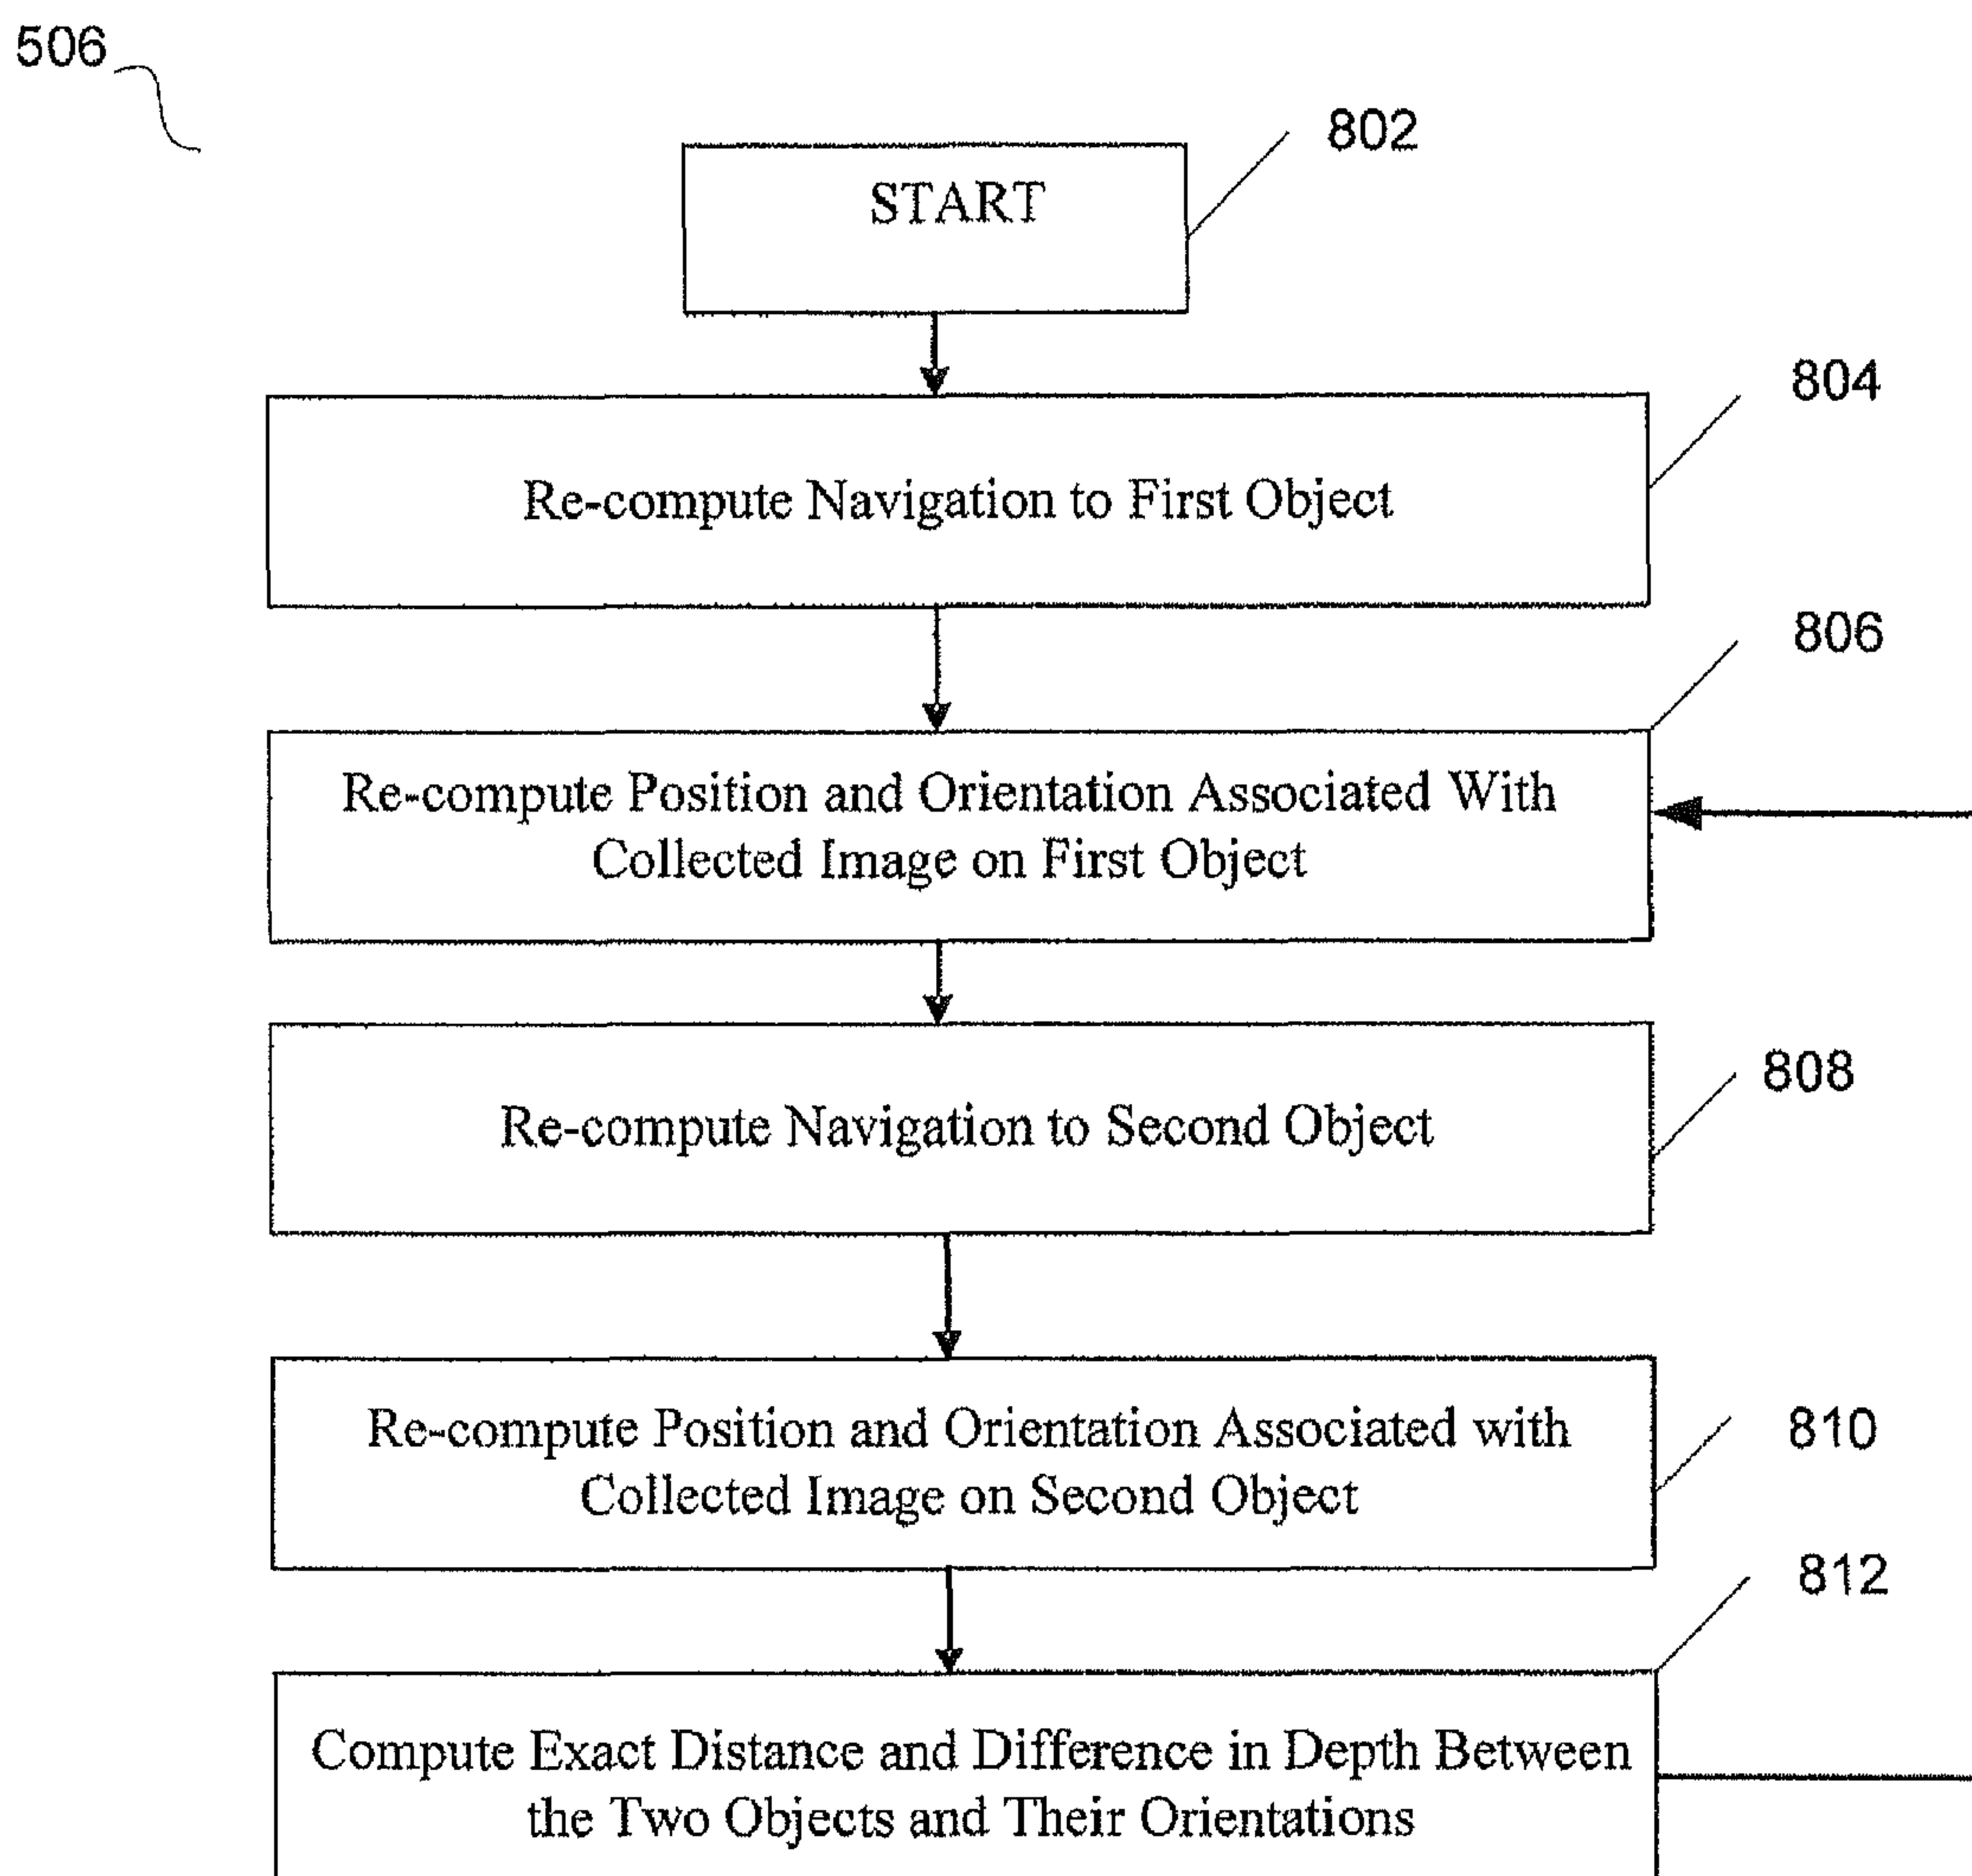 506
802
START
804
Re-compute Navigation to First Object
806
Re-compute Position and Orientation Associated With
Collected Image on First Object
808
Re-compute Navigation to Second Object
810
Re-compute Position and Orientation Associated with
Collected Image on Second Object
812
Compute Exact Distance and Difference in Depth Between
the Two Objects and Their Orientations